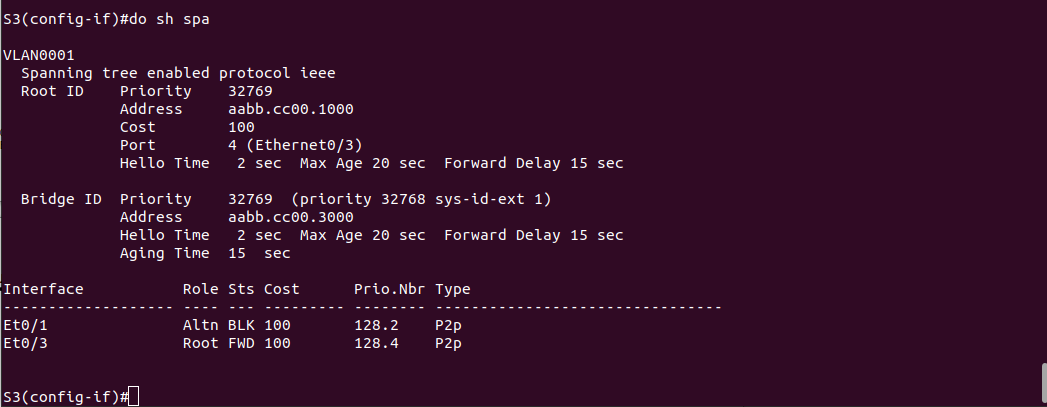 S3(config-if)#do sh spa
VLAN0001
  Spanning tree enabled protocol ieee
  Root ID    Priority    32769
             Address     aabb.cc00.1000
             Cost        100
             Port        4 (Ethernet0/3)
             Hello Time   2 sec  Max Age 20 sec  Forward Delay 15 sec
  Bridge ID  Priority    32769  (priority 32768 sys-id-ext 1)
             Address     aabb.cc00.3000
             Hello Time   2 sec  Max Age 20 sec  Forward Delay 15 sec
             Aging Time  15  sec
Interface           Role Sts Cost      Prio.Nbr Type
------------------- ---- --- --------- -------- --------------------------------
Et0/1               Altn BLK 100       128.2    P2p
Et0/3               Root FWD 100       128.4    P2p
S3(config-if)#